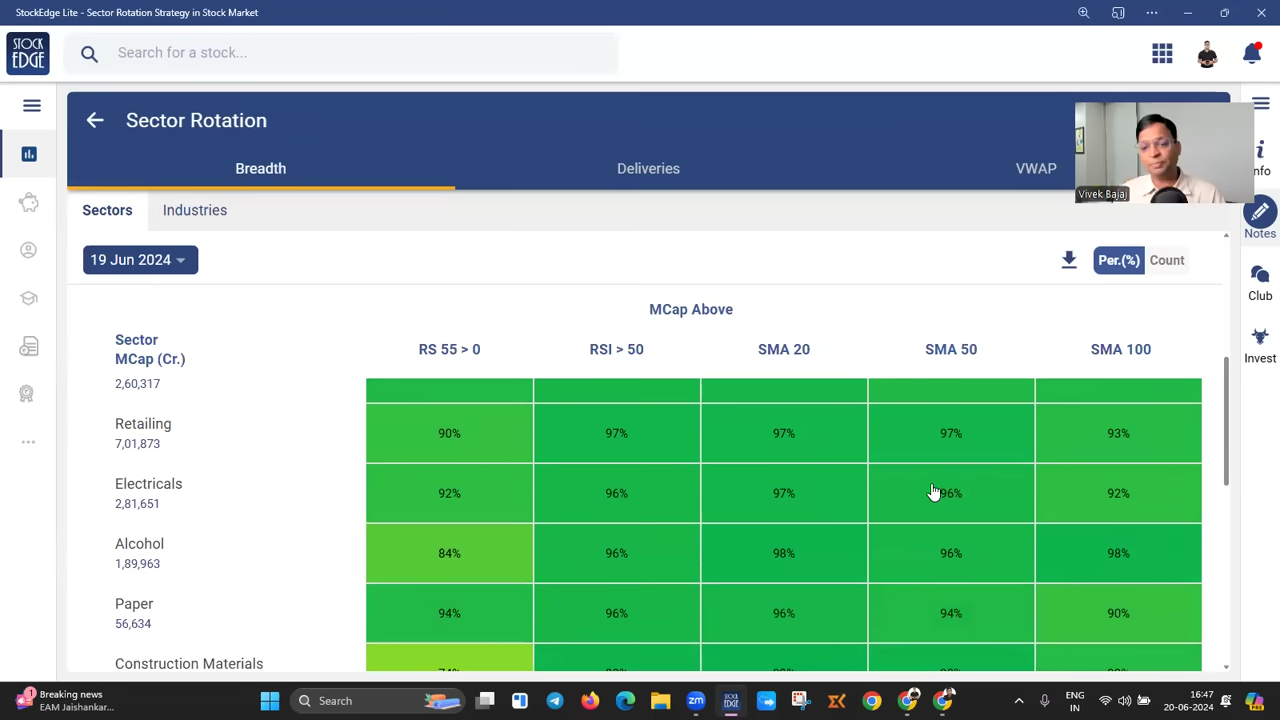 StockEdge Lite - Sector Rotation Strategy in Stock Market
STOCK
EDGE
Search for a stock...
Sector Rotation
Breadth
Deliveries
VWAP
Vivek Bajaj
Info
Notes
Club
Invest
Sectors
Industries
19 Jun 2024
Per.(%)
Count
MCap Above
Sector
MCap (Cr.)
RS 55 > 0
RSI > 50
SMA 20
SMA 50
SMA 100
2,60,317
Retailing
7,01,873
90%
97%
97%
97%
93%
Electricals
2,81,651
92%
96%
97%
96%
92%
Alcohol
1,89,963
84%
96%
98%
96%
98%
Paper
56,634
94%
96%
96%
94%
90%
Construction Materials
74%
1
Breaking news
EAM Jaishankar...
Search
STOCK
EDGE
ENG
IN
16:47
20-06-2024